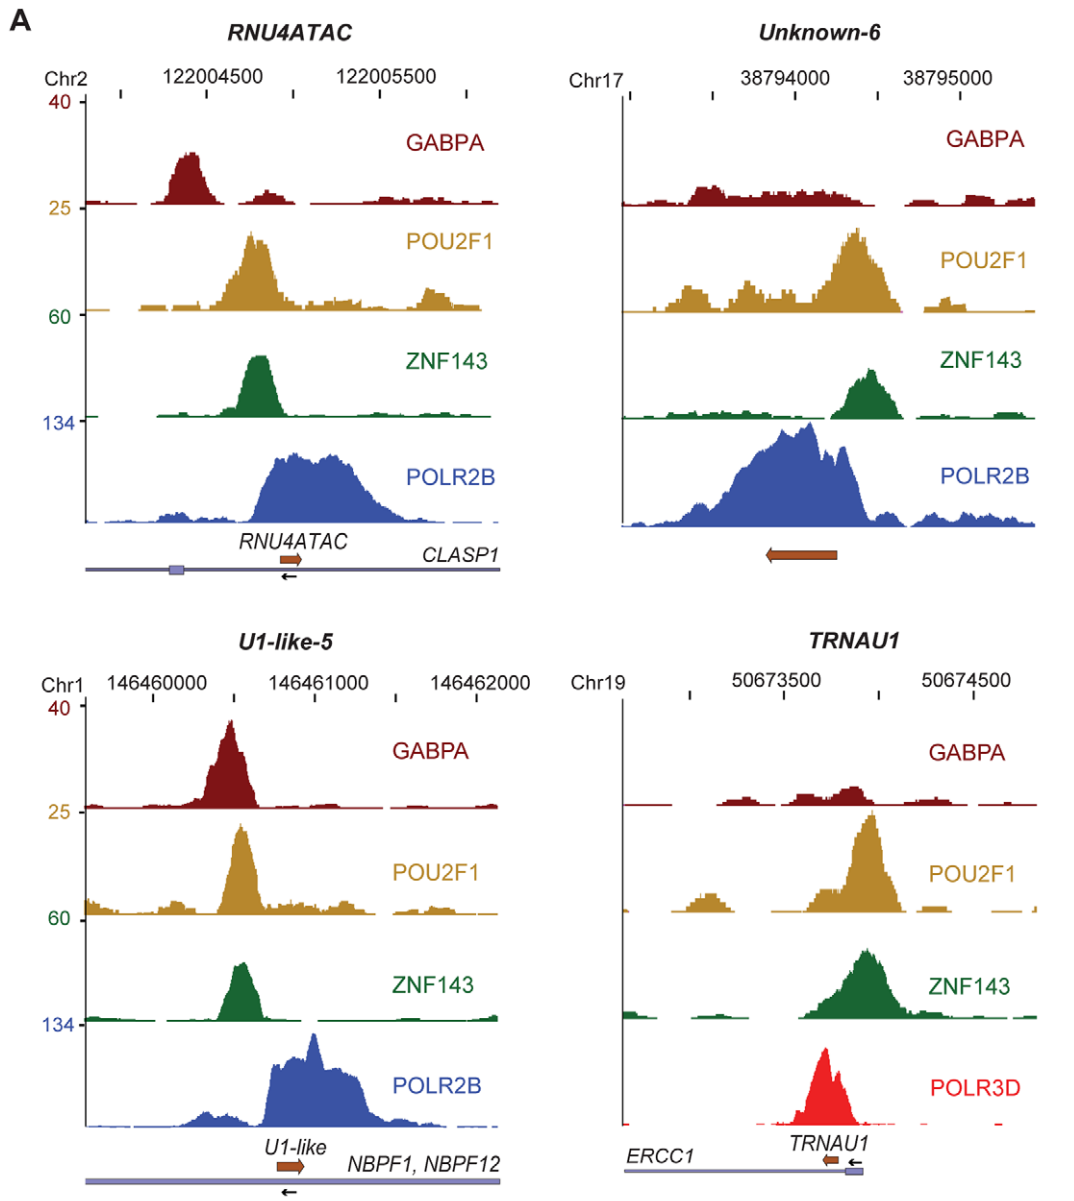 A
RNU4ATAC
Chr2 122004500 122005500
40
GABPA
25
POU2F1
60
ZNF143
134
POLR2B
RNU4ATAC
CLASP1
Unknown-6
Chr17 38794000 38795000
GABPA
POU2F1
ZNF143
POLR2B
U1-like-5
Chr1 146460000 146461000 146462000
40
GABPA
25
POU2F1
60
ZNF143
134
POLR2B
U1-like
NBPF1, NBPF12
TRNAU1
Chr19 50673500 50674500
GABPA
POU2F1
ZNF143
POLR3D
TRNAU1
ERCC1